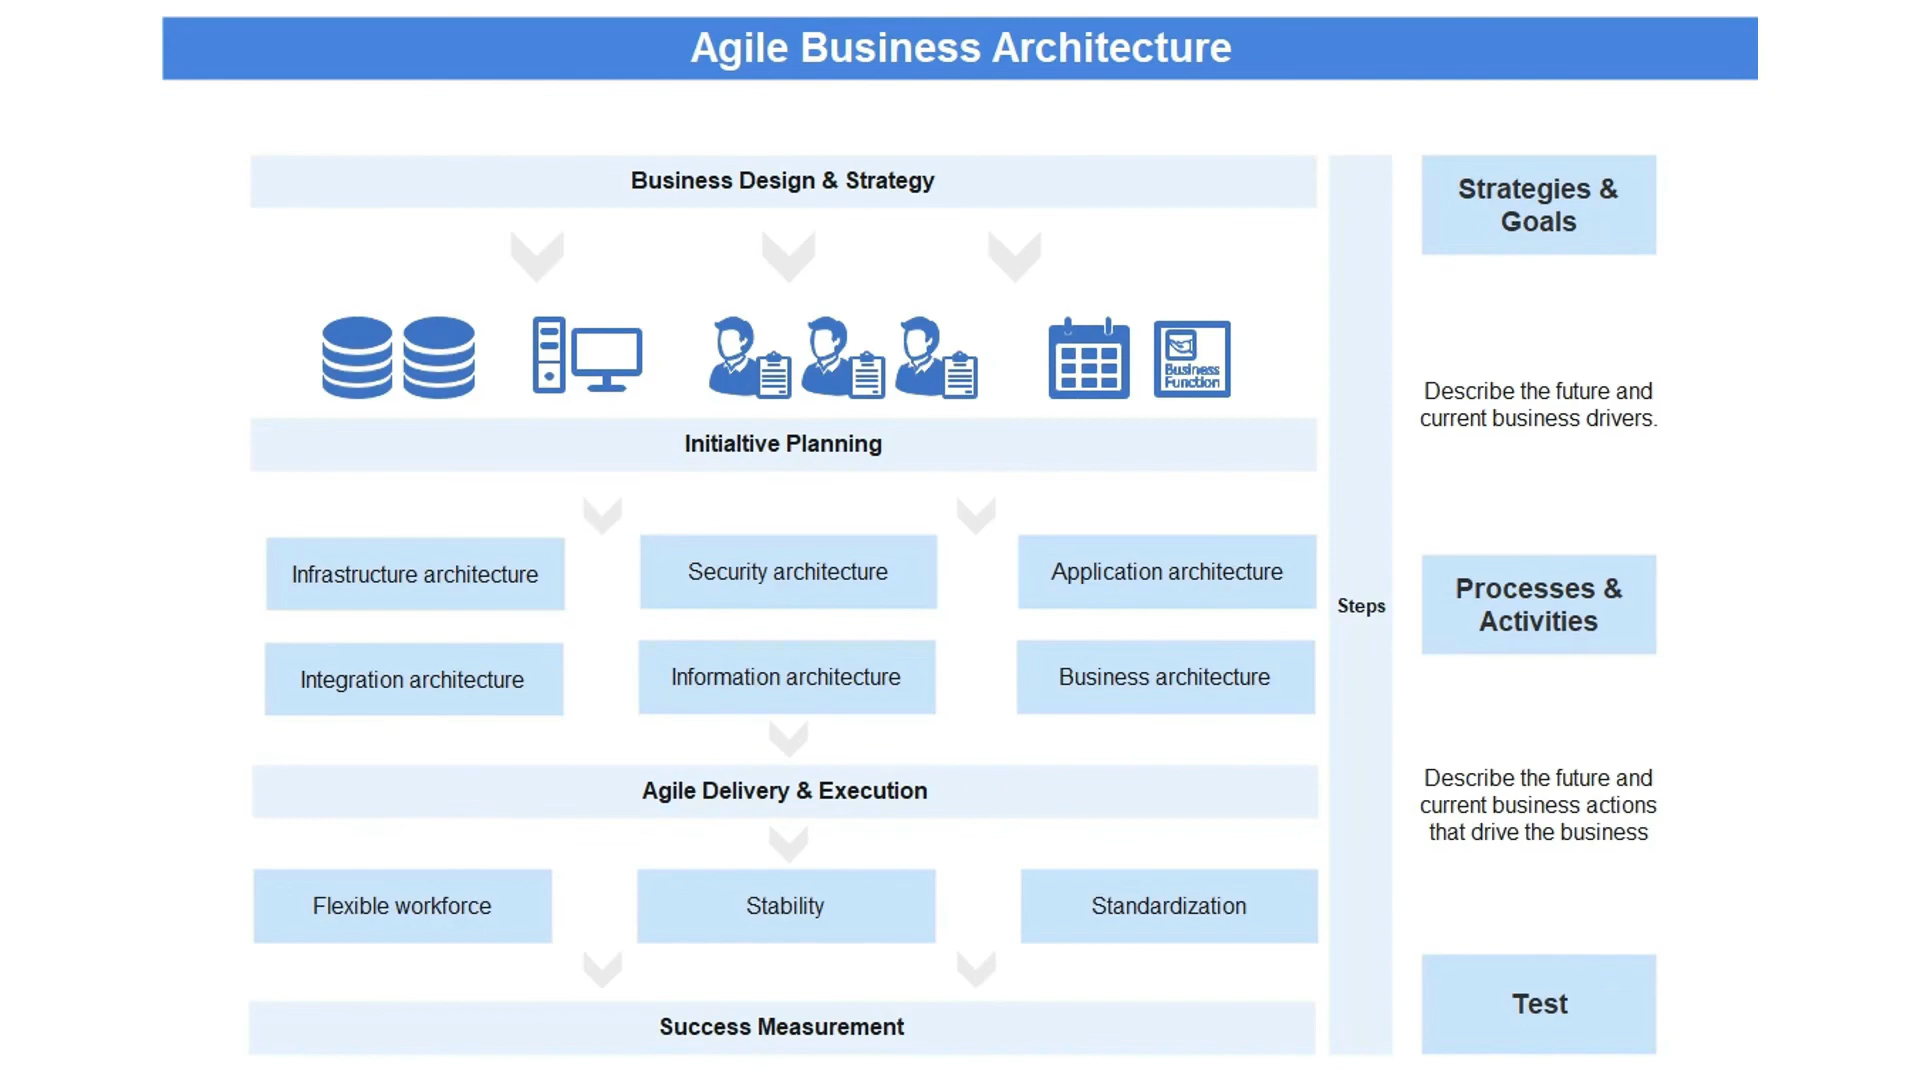 Agile Business Architecture
Business Design & Strategy
Business
Function
Initialtive Planning
Infrastructure architecture
Security architecture
Application architecture
Integration architecture
Information architecture
Business architecture
Agile Delivery & Execution
Flexible workforce
Stability
Standardization
Success Measurement
Steps
Strategies &
Goals
Describe the future and
current business drivers.
Processes &
Activities
Describe the future and
current business actions
that drive the business
Test